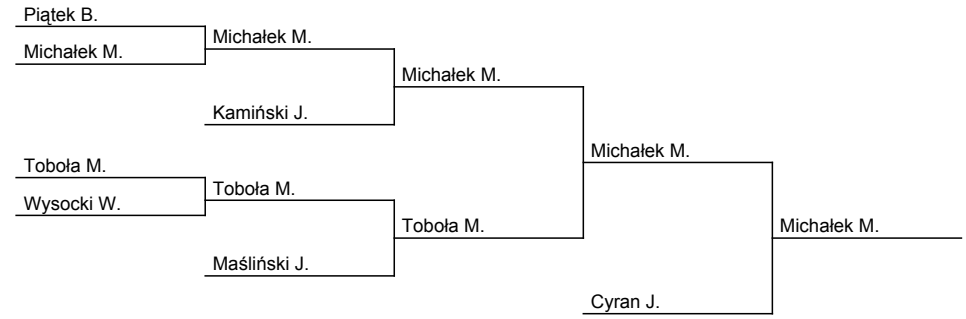 Piątek B.
Michałek M.
Michałek M.
Michałek M.
Kamiński J.
Michałek M.
Toboła M.
Toboła M.
Wysocki W.
Toboła M.
Michałek M.
Maśliński J.
Cyran J.